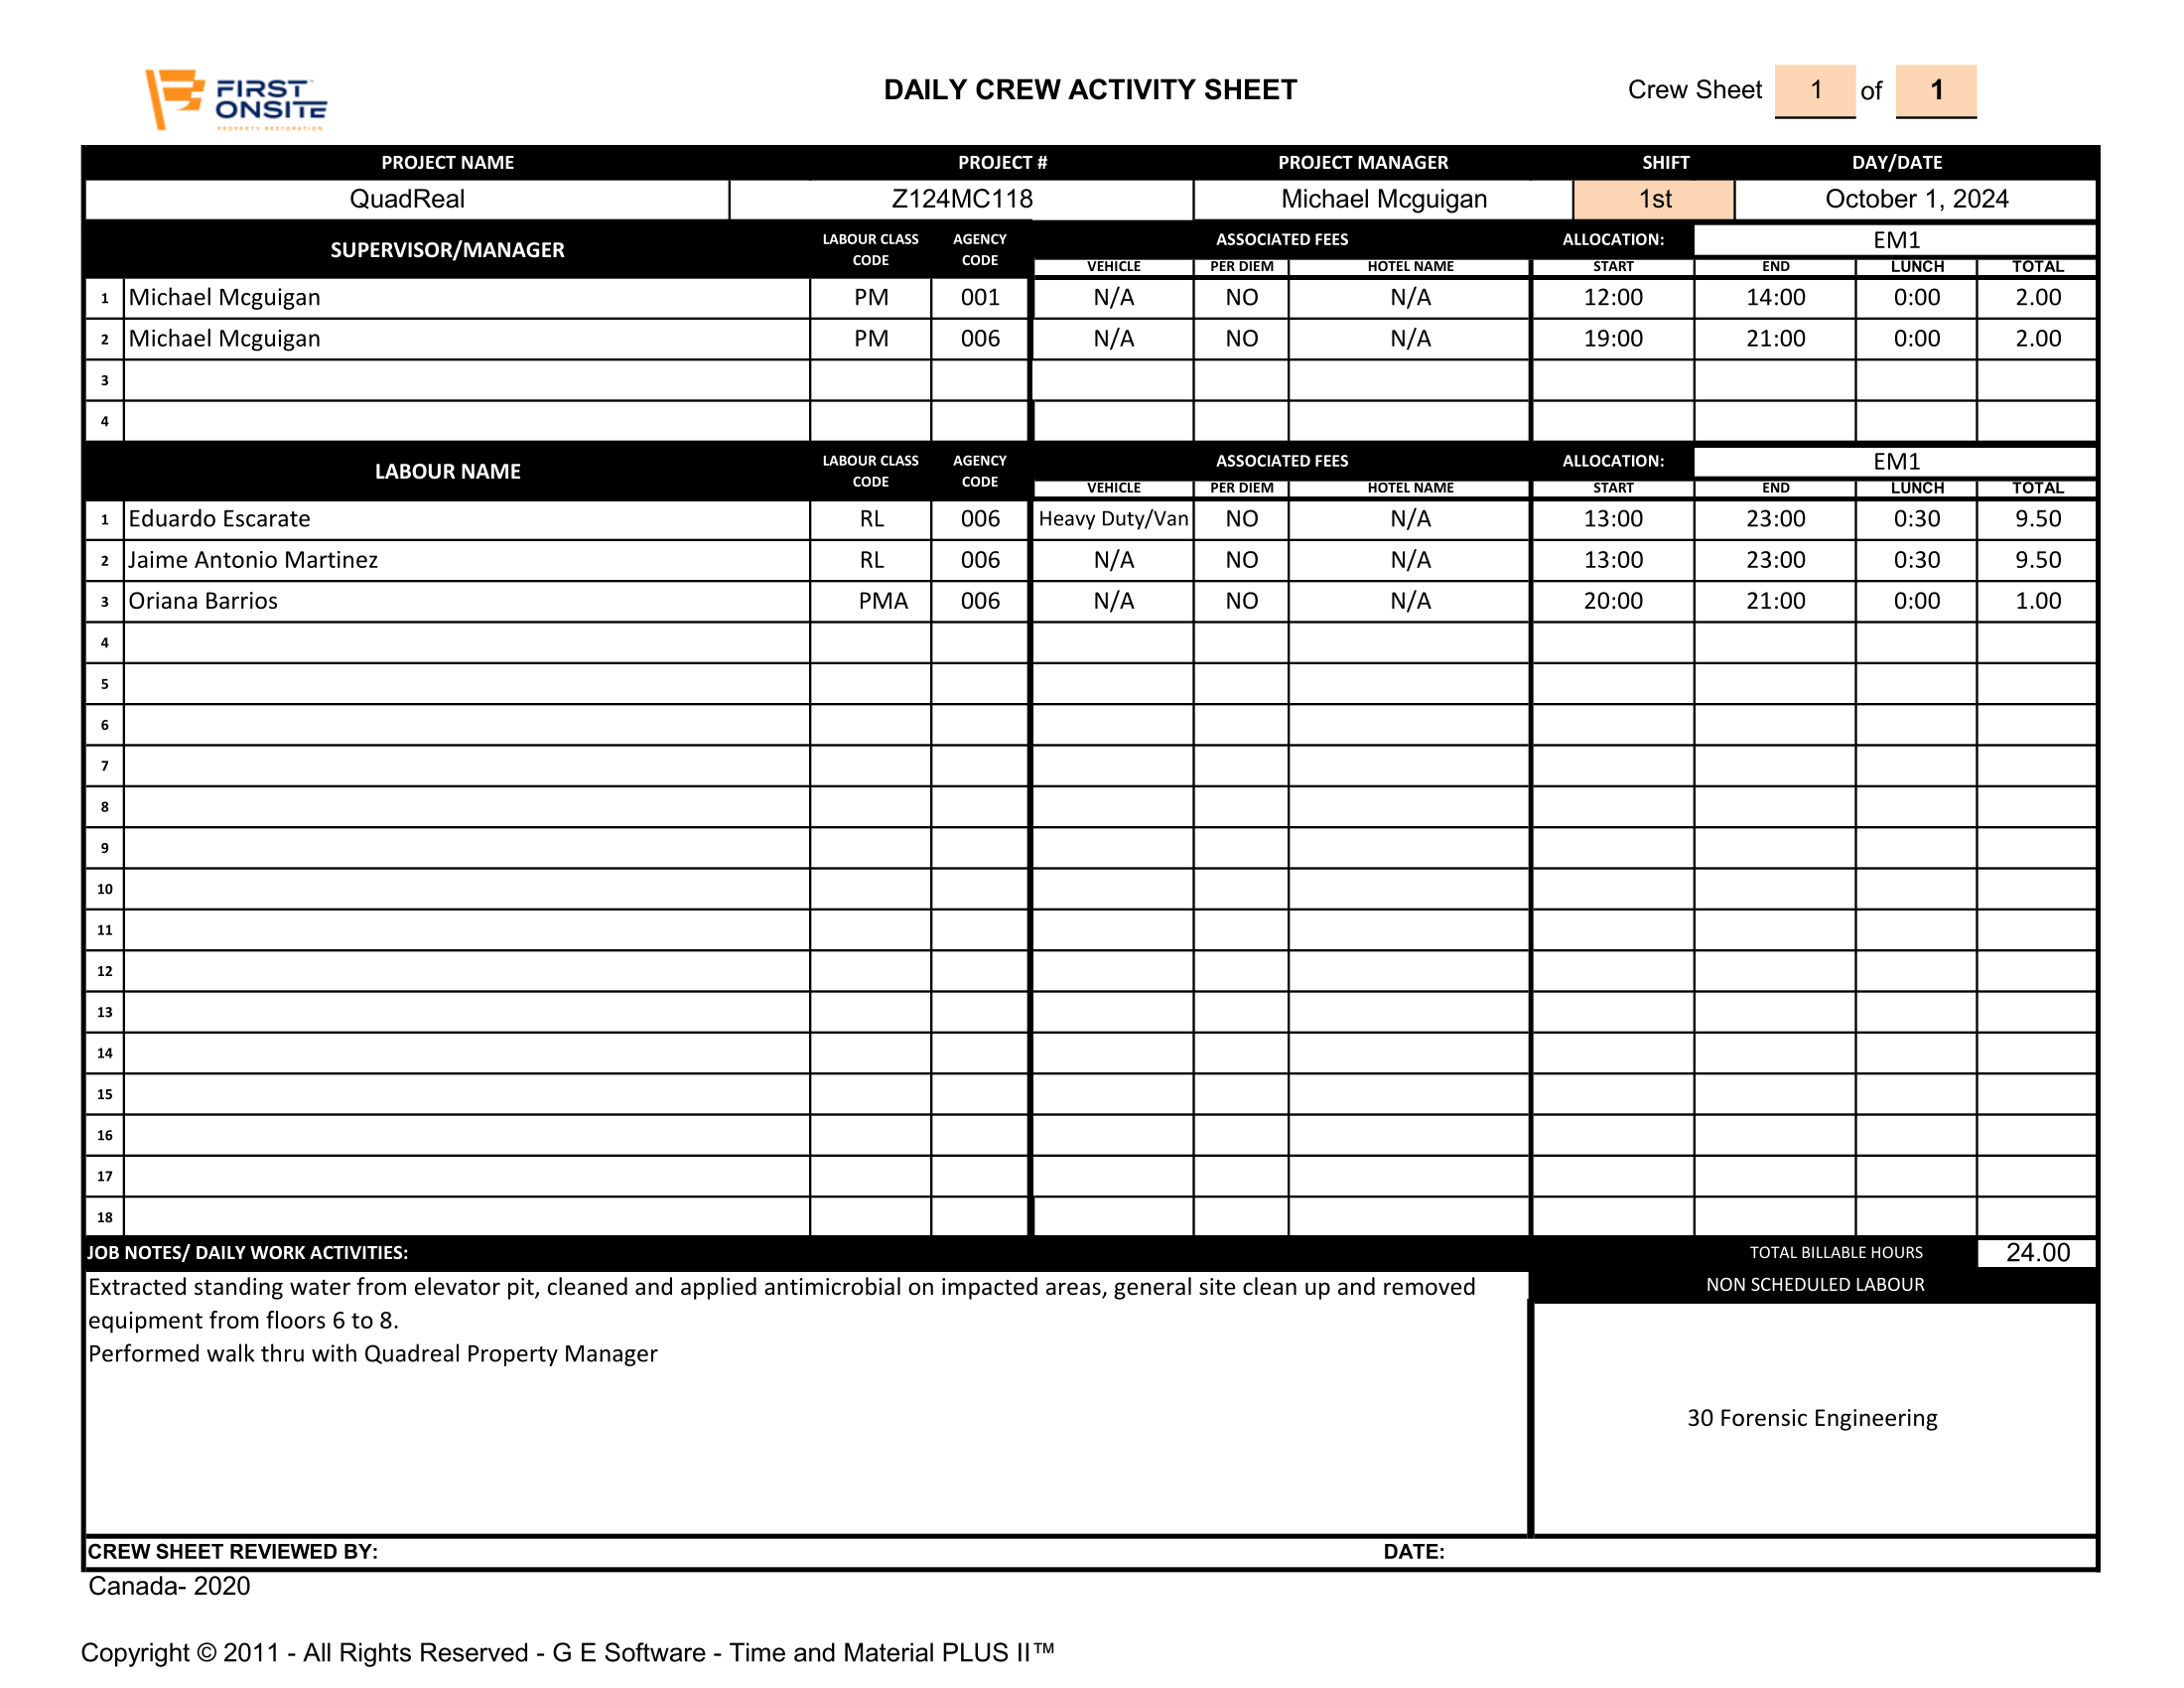 FIRST
ONSITE
PROPERTY RESTORATION
DAILY CREW ACTIVITY SHEET
Crew Sheet 1 of 1
PROJECT NAME PROJECT # PROJECT MANAGER SHIFT DAY/DATE
QuadReal Z124MC118 Michael Mcguigan 1st October 1, 2024
SUPERVISOR/MANAGER LABOUR CLASS CODE AGENCY CODE ASSOCIATED FEES ALLOCATION: EM1
VEHICLE PER DIEM HOTEL NAME START END LUNCH TOTAL
1 Michael Mcguigan PM 001 N/A NO N/A 12:00 14:00 0:00 2.00
2 Michael Mcguigan PM 006 N/A NO N/A 19:00 21:00 0:00 2.00
3
4
LABOUR NAME LABOUR CLASS CODE AGENCY CODE ASSOCIATED FEES ALLOCATION: EM1
VEHICLE PER DIEM HOTEL NAME START END LUNCH TOTAL
1 Eduardo Escarate RL 006 Heavy Duty/Van NO N/A 13:00 23:00 0:30 9.50
2 Jaime Antonio Martinez RL 006 N/A NO N/A 13:00 23:00 0:30 9.50
3 Oriana Barrios PMA 006 N/A NO N/A 20:00 21:00 0:00 1.00
4
5
6
7
8
9
10
11
12
13
14
15
16
17
18
JOB NOTES/ DAILY WORK ACTIVITIES: TOTAL BILLABLE HOURS 24.00
Extracted standing water from elevator pit, cleaned and applied antimicrobial on impacted areas, general site clean up and removed
equipment from floors 6 to 8.
Performed walk thru with Quadreal Property Manager
NON SCHEDULED LABOUR
30 Forensic Engineering
CREW SHEET REVIEWED BY: DATE:
Canada- 2020
Copyright © 2011 - All Rights Reserved - G E Software - Time and Material PLUS II™